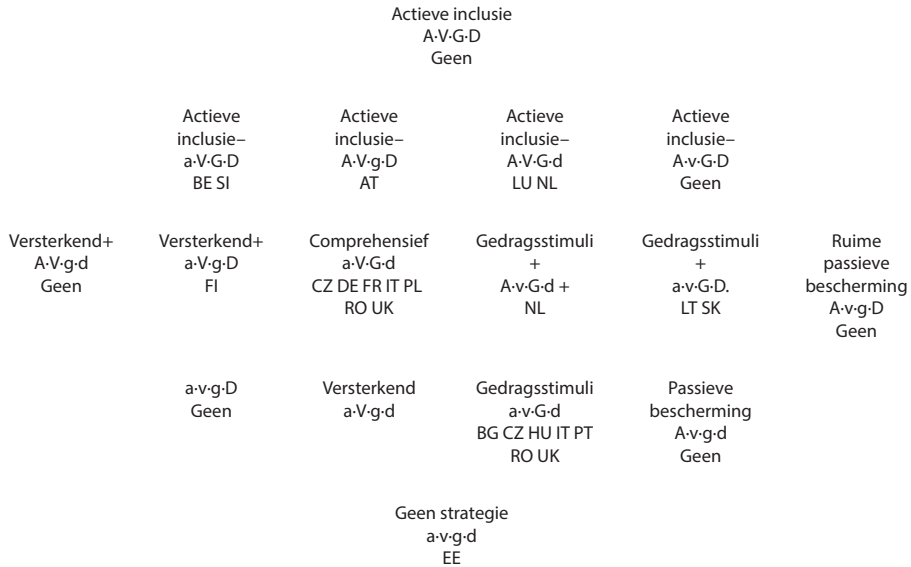 Actieve inclusie
A·V·G·D
Geen
Actieve
inclusie–
a·V·G·D
BE SI
Actieve
inclusie–
A·V·g·D
AT
Actieve
inclusie–
A·V·G·d
LU NL
Actieve
inclusie–
A·v·G·D
Geen
Versterkend+
A·V·g·d
Geen
Versterkend+
a·V·g·D
FI
Comprehensief
a·V·G·d
CZ DE FR IT PL
RO UK
Gedragsstimuli
+
A·v·G·d +
NL
Gedragsstimuli
+
a·v·G·D.
LT SK
Ruime
passieve
bescherming
A·v·g·D
Geen
a·v·g·D
Geen
Versterkend
a·V·g·d
Gedragsstimuli
a·v·G·d
BG CZ HU IT PT
RO UK
Passieve
bescherming
A·v·g·d
Geen
Geen strategie
a·v·g·d
EE